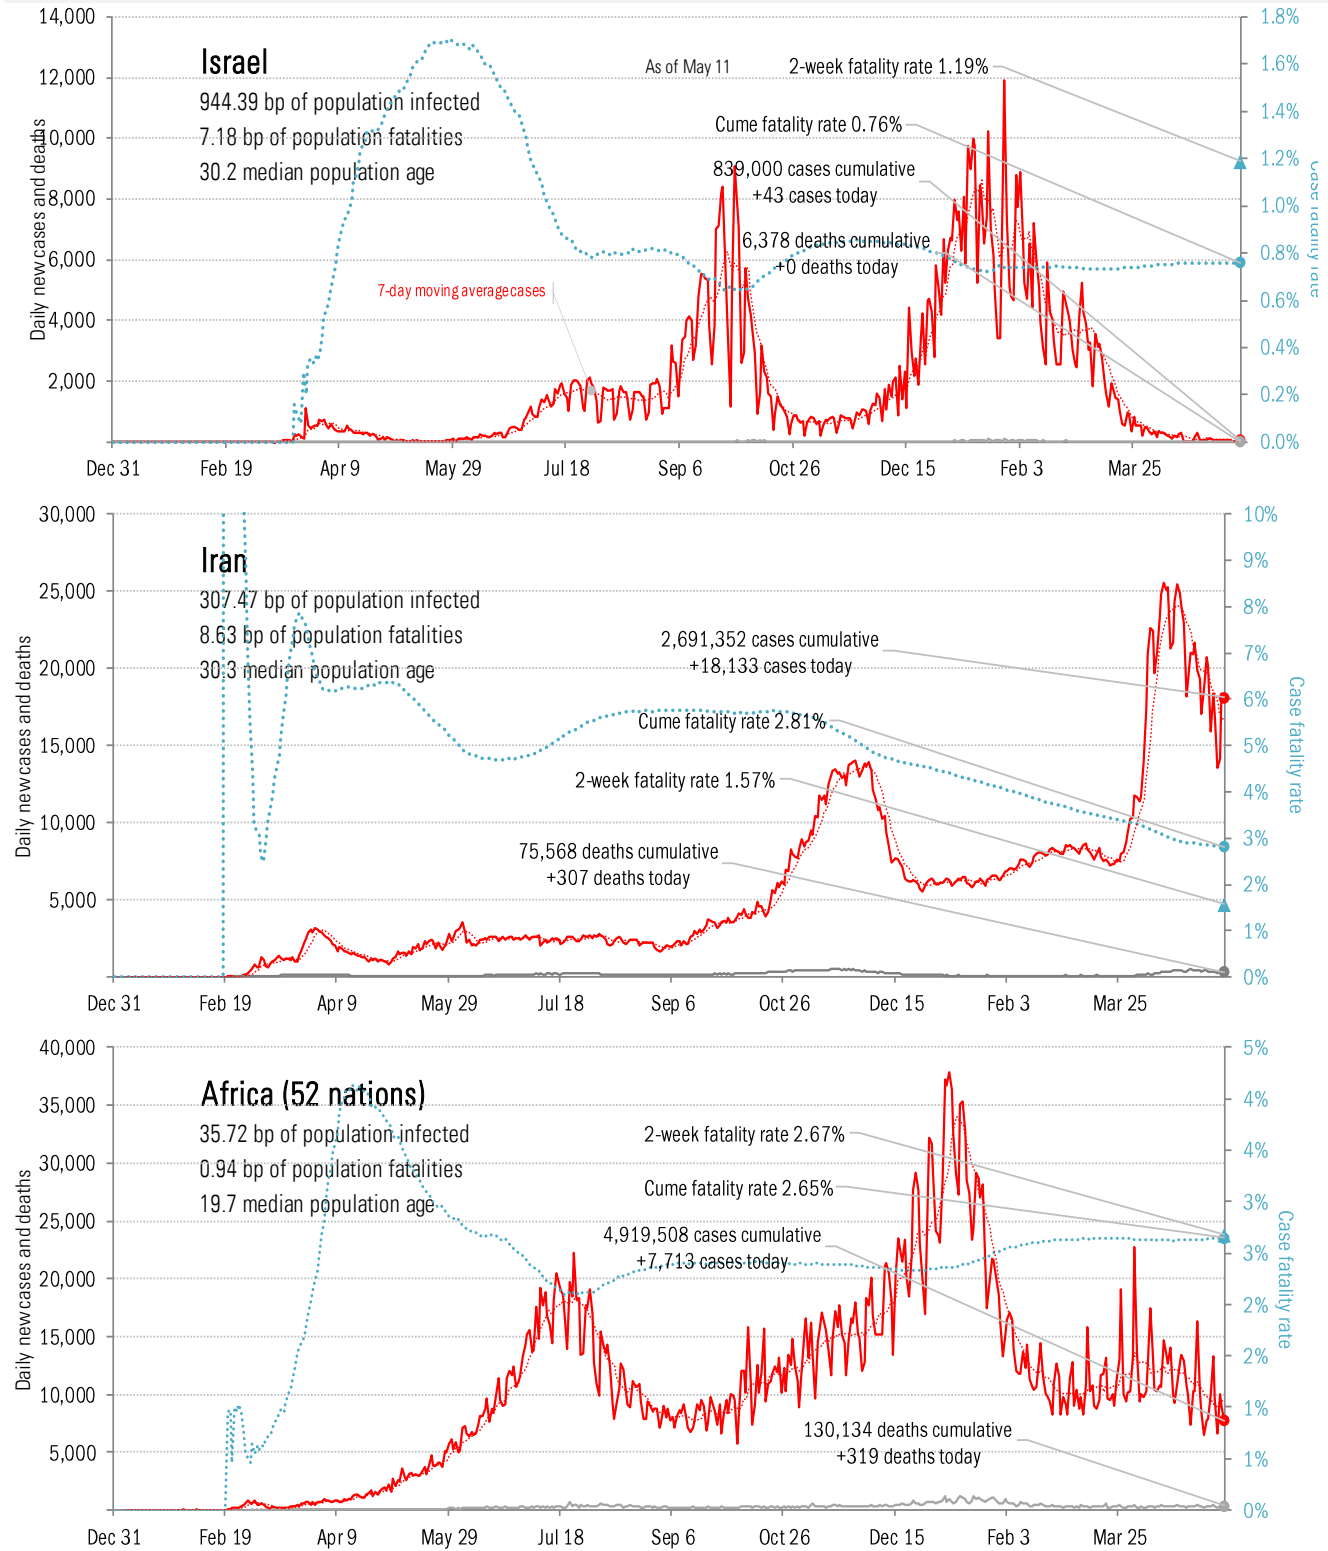 14,000
12,000
10,000
8,000
6,000
4,000
2,000
1.8%
1.6%
1.4%
1.2%
1.0%
0.8%
0.6%
0.4%
0.2%
0.0%
Daily new cases and deaths
Case fatality rate
Israel
944.39 bp of population infected
7.18 bp of population fatalities
30.2 median population age
As of May 11
2-week fatality rate 1.19%
Cume fatality rate 0.76%
839,000 cases cumulative
+43 cases today
6,378 deaths cumulative
+0 deaths today
7-day moving average cases
Dec 31 Feb 19 Apr 9 May 29 Jul 18 Sep 6 Oct 26 Dec 15 Feb 3 Mar 25
30,000
25,000
20,000
15,000
10,000
5,000
10%
9%
8%
7%
6%
5%
4%
3%
2%
1%
0%
Daily new cases and deaths
Case fatality rate
Iran
307.47 bp of population infected
8.63 bp of population fatalities
30.3 median population age
2,691,352 cases cumulative
+18,133 cases today
Cume fatality rate 2.81%
2-week fatality rate 1.57%
75,568 deaths cumulative
+307 deaths today
Dec 31 Feb 19 Apr 9 May 29 Jul 18 Sep 6 Oct 26 Dec 15 Feb 3 Mar 25
40,000
35,000
30,000
25,000
20,000
15,000
10,000
5,000
5%
4%
4%
3%
3%
2%
2%
1%
1%
0%
Daily new cases and deaths
Case fatality rate
Africa (52 nations)
35.72 bp of population infected
0.94 bp of population fatalities
19.7 median population age
2-week fatality rate 2.67%
Cume fatality rate 2.65%
4,919,508 cases cumulative
+7,713 cases today
130,134 deaths cumulative
+319 deaths today
Dec 31 Feb 19 Apr 9 May 29 Jul 18 Sep 6 Oct 26 Dec 15 Feb 3 Mar 25